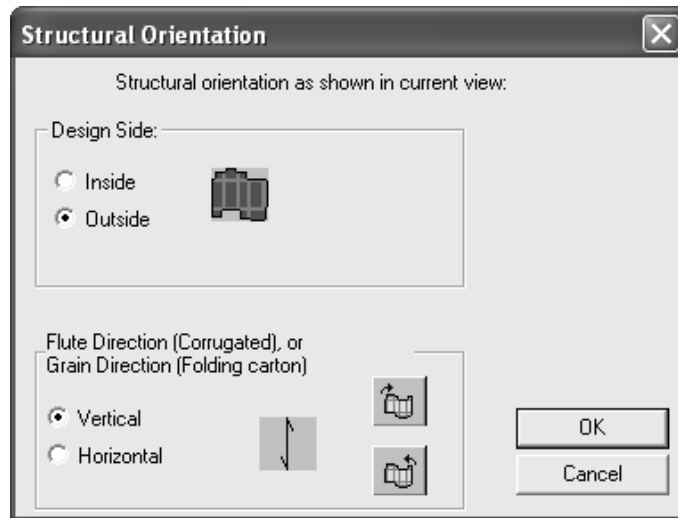 Structural Orientation
Structural orientation as shown in current view:
Design Side:
Inside
Outside
Flute Direction (Corrugated), or
Grain Direction (Folding carton)
Vertical
Horizontal
OK
Cancel